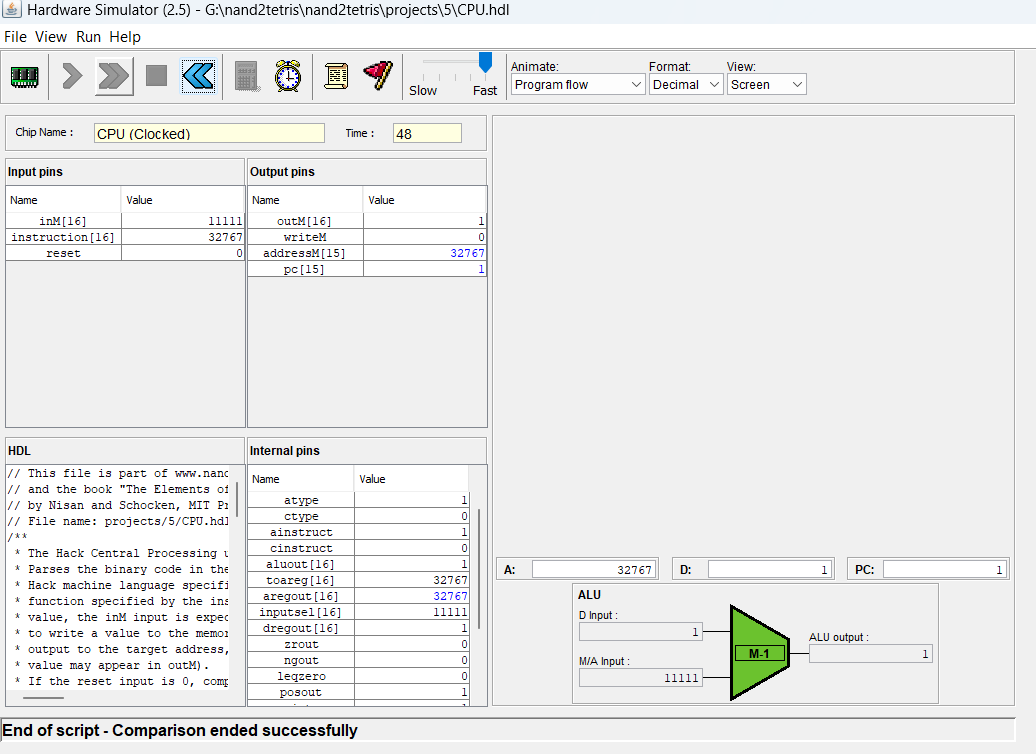 Hardware Simulator (2.5) - G:\nand2tetris\nand2tetris\projects\5\CPU.hdl
File View Run Help
Slow Fast
Animate: Format: View:
Program flow Decimal Screen
Chip Name : CPU (Clocked) Time : 48
Input pins
Name Value
inM[16] 11111
instruction[16] 32767
reset 0
Output pins
Name Value
outM[16] 1
writeM 0
addressM[15] 32767
pc[15] 1
HDL
// This file is part of www.nand
// and the book "The Elements of
// by Nisan and Schocken, MIT Pr
// File name: projects/5/CPU.hdl
/**
* The Hack Central Processing u
* Parses the binary code in the
* Hack machine language specifi
* function specified by the ins
* value, the inM input is expec
* to write a value to the memor
* output to the target address,
* value may appear in outM).
* If the reset input is 0, comp
Internal pins
Name Value
atype 1
ctype 0
ainstruct 1
cinstruct 0
aluout[16] 1
toareg[16] 32767
aregout[16] 32767
inputsel[16] 11111
dregout[16] 1
zrout 0
ngout 0
leqzero 0
posout 1
A: 32767 D: 1 PC: 1
ALU
D Input :
1
M/A Input :
11111
M-1
ALU output :
1
End of script - Comparison ended successfully